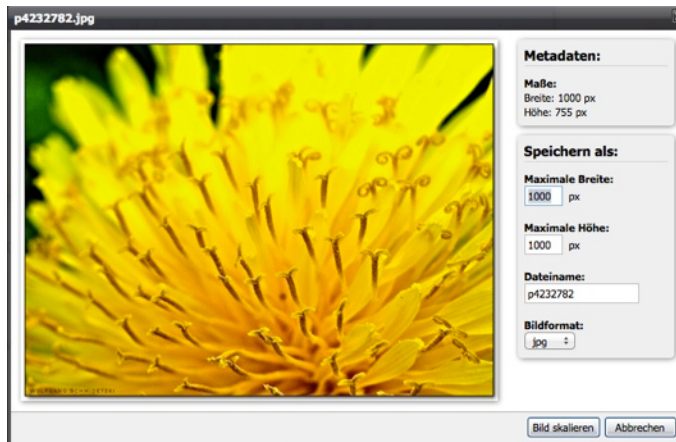 p4232782.jpg
Metadaten:
Maße:
Breite: 1000 px
Höhe: 755 px
Speichern als:
Maximale Breite:
1000 px
Maximale Höhe:
1000 px
Dateiname:
p4232782
Bildformat:
jpg
WOLFGANG
Bild skalieren Abbrechen